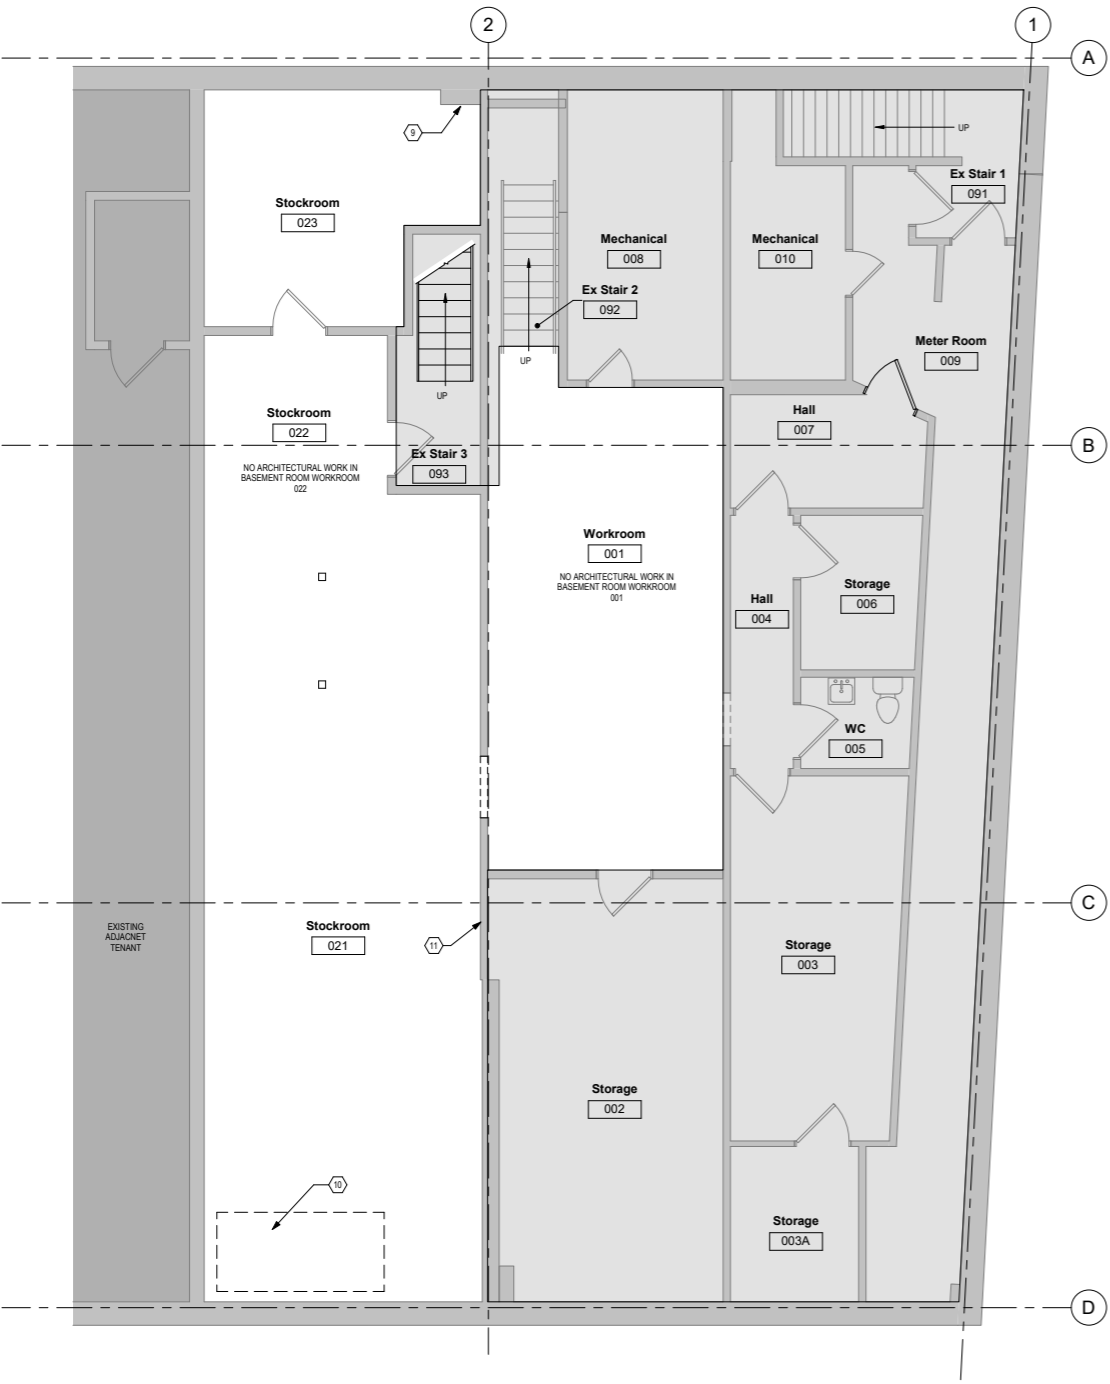 2
1
A
9
UP
Ex Stair 1
091
Stockroom
023
Mechanical
008
Mechanical
010
Ex Stair 2
092
Meter Room
009
UP
UP
Stockroom
022
Hall
007
B
NO ARCHITECTURAL WORK IN
BASEMENT ROOM WORKROOM
022
Ex Stair 3
093
Workroom
001
NO ARCHITECTURAL WORK IN
BASEMENT ROOM WORKROOM
001
Storage
006
Hall
004
WC
005
C
EXISTING
ADJACNET
TENANT
Stockroom
021
11
Storage
003
Storage
002
10
Storage
003A
D